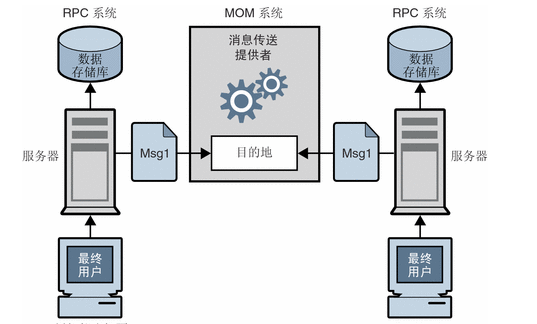 RPC 系统
MOM 系统
RPC 系统
数据
存储库
消息传送
提供者
数据
存储库
服务器
Msg1
目的地
Msg1
服务器
最终
用户
最终
用户